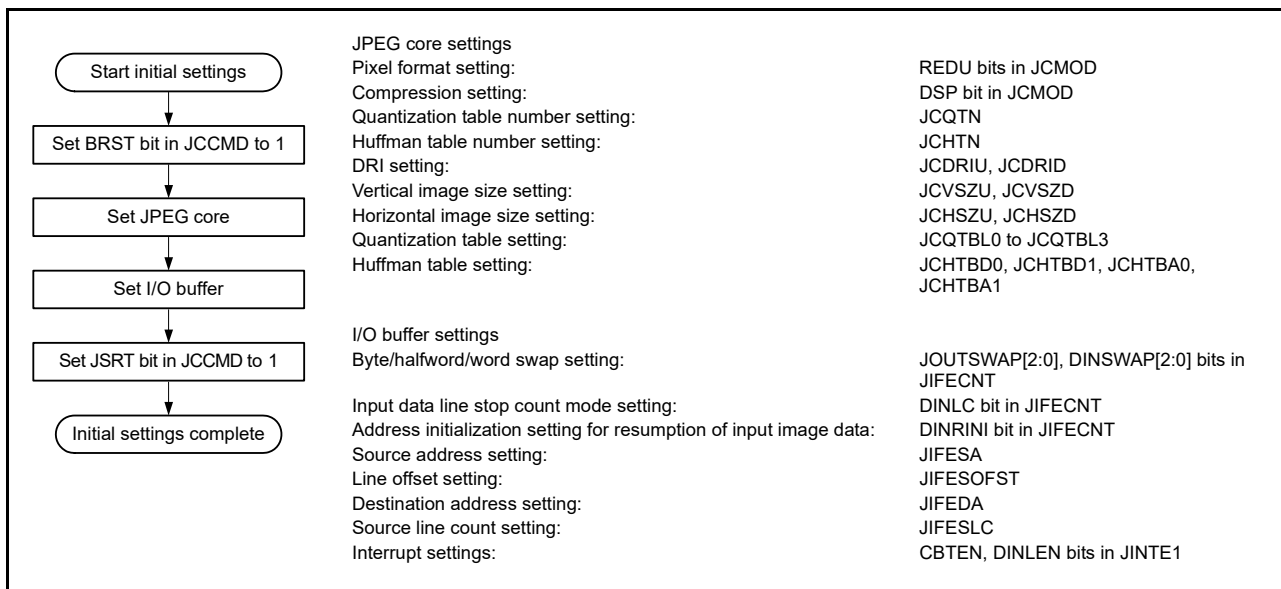 Start initial settings
Set BRST bit in JCCMD to 1
Set JPEG core
Set I/O buffer
Set JSRT bit in JCCMD to 1
Initial settings complete
JPEG core settings
Pixel format setting: REDU bits in JCMOD
Compression setting: DSP bit in JCMOD
Quantization table number setting: JCQTN
Huffman table number setting: JCHTN
DRI setting: JCDRIU, JCDRID
Vertical image size setting: JCVSZU, JCVSZD
Horizontal image size setting: JCHSZU, JCHSZD
Quantization table setting: JCQTBL0 to JCQTBL3
Huffman table setting: JCHTBD0, JCHTBD1, JCHTBA0,
JCHTBA1
I/O buffer settings
Byte/halfword/word swap setting: JOUTSWAP[2:0], DINSWAP[2:0] bits in
JIFECNT
Input data line stop count mode setting: DINLC bit in JIFECNT
Address initialization setting for resumption of input image data: DINRINI bit in JIFECNT
Source address setting: JIFESA
Line offset setting: JIFESOFST
Destination address setting: JIFEDA
Source line count setting: JIFESLC
Interrupt settings: CBTEN, DINLEN bits in JINTE1